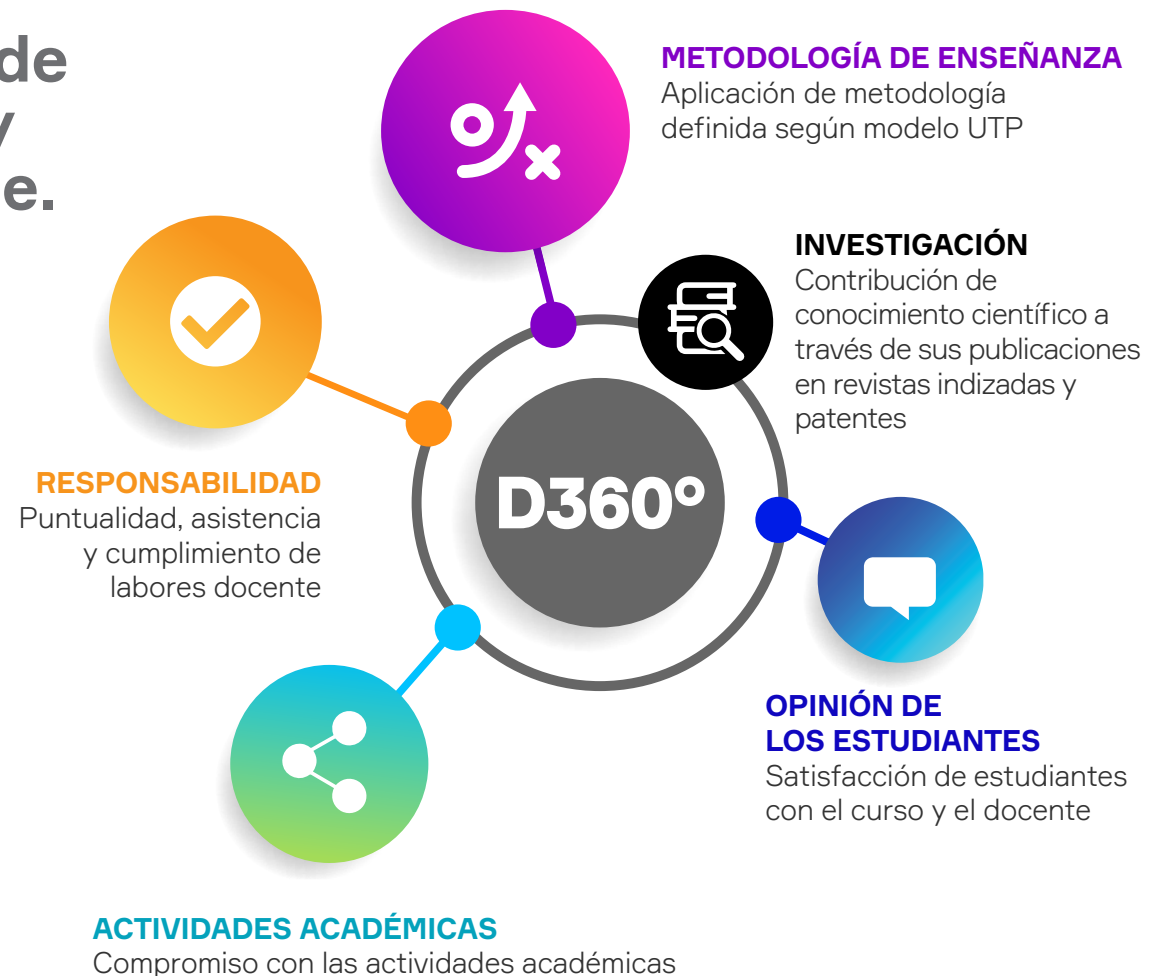 de
y
e.
METODOLOGÍA DE ENSEÑANZA
Aplicación de metodología
definida según modelo UTP
INVESTIGACIÓN
Contribución de
conocimiento científico a
través de sus publicaciones
en revistas indizadas y
patentes
D360°
RESPONSABILIDAD
Puntualidad, asistencia
y cumplimiento de
labores docente
OPINIÓN DE
LOS ESTUDIANTES
Satisfacción de estudiantes
con el curso y el docente
ACTIVIDADES ACADÉMICAS
Compromiso con las actividades académicas